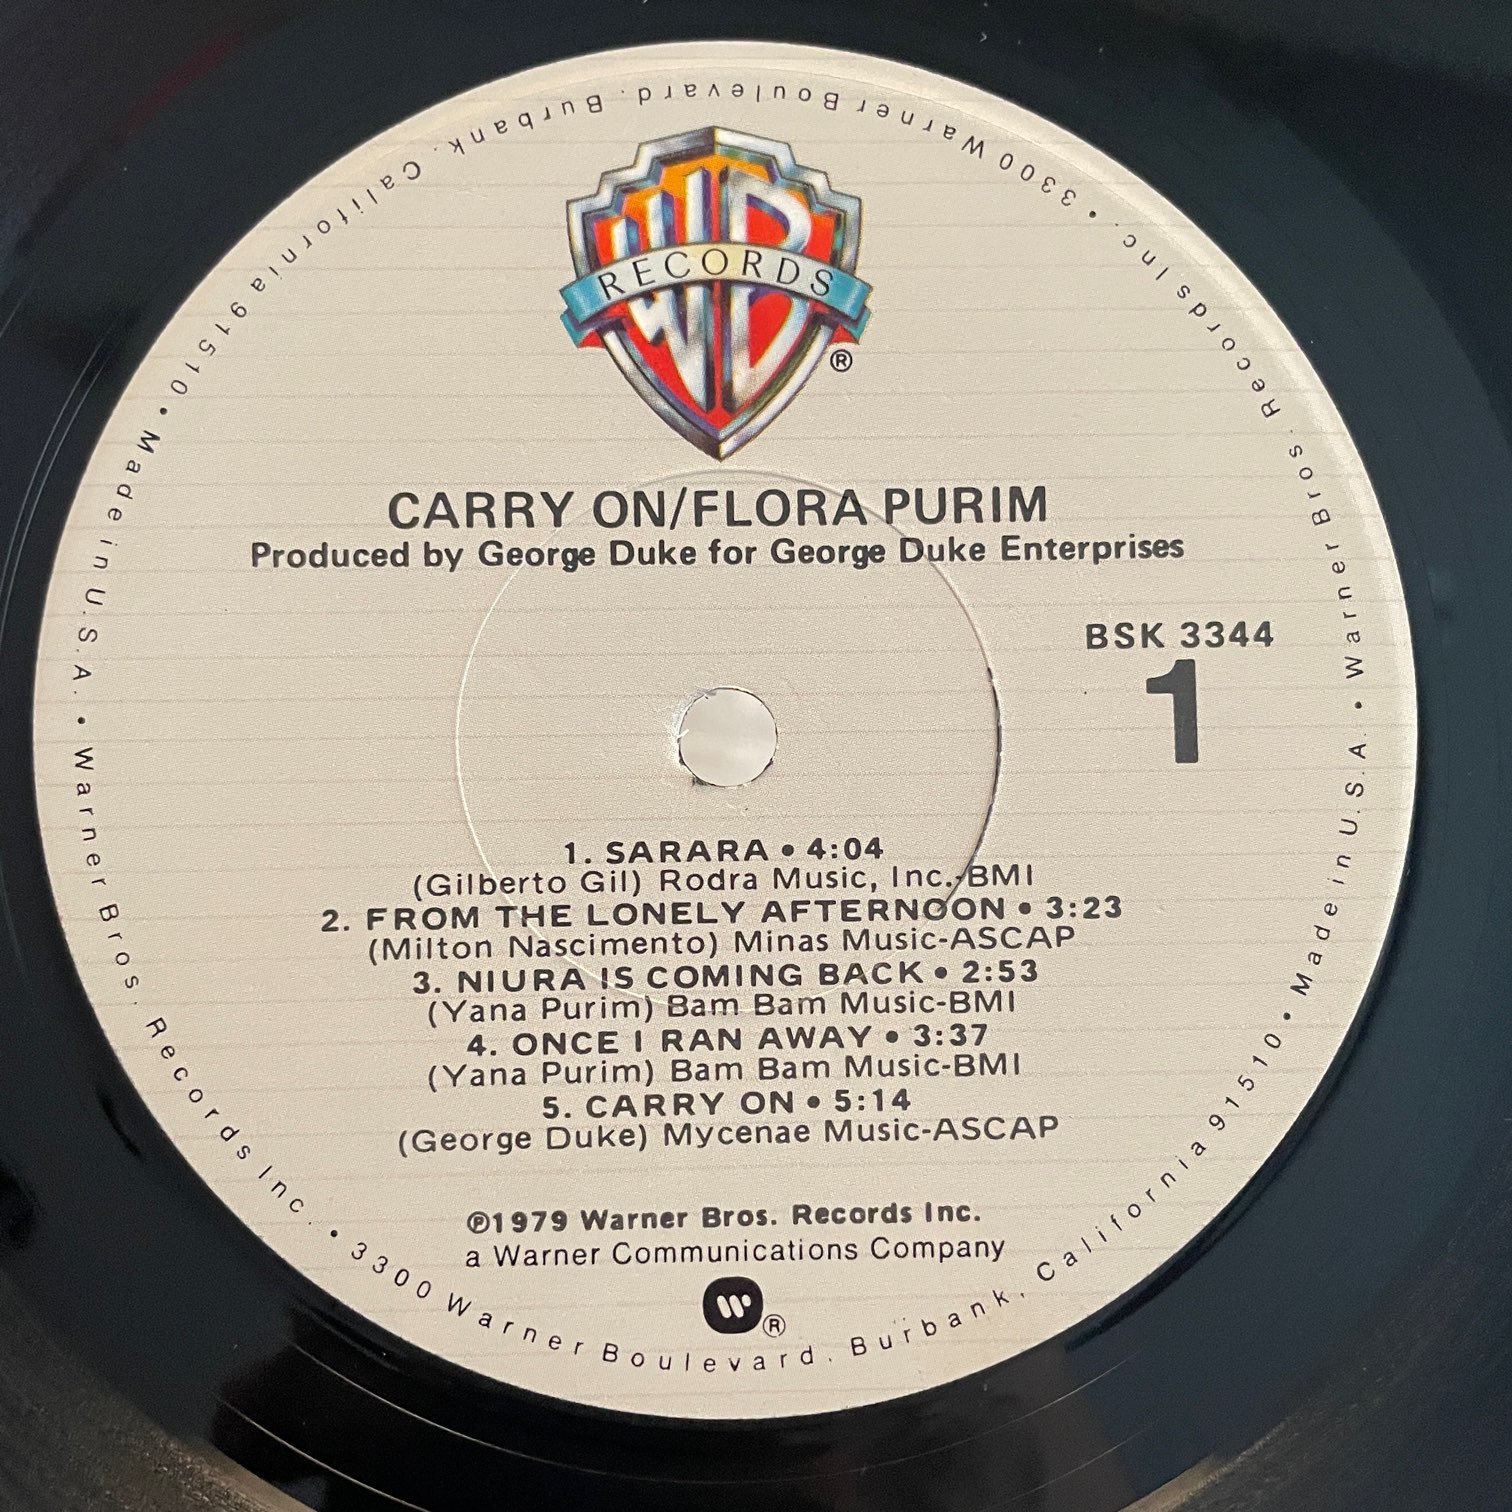 WB
RECORDS
®
CARRY ON/FLORA PURIM
Produced by George Duke for George Duke Enterprises
BSK 3344
1
1. SARARA • 4:04
(Gilberto Gil) Rodra Music, Inc.-BMI
2. FROM THE LONELY AFTERNOON • 3:23
(Milton Nascimento) Minas Music-ASCAP
3. NIURA IS COMING BACK • 2:53
(Yana Purim) Bam Bam Music-BMI
4. ONCE I RAN AWAY • 3:37
(Yana Purim) Bam Bam Music-BMI
5. CARRY ON • 5:14
(George Duke) Mycenae Music-ASCAP
℗1979 Warner Bros. Records Inc.
a Warner Communications Company
W ®
Warner Bros. Records Inc. • 3300 Warner Boulevard. Burbank. California 91510 • Made in U.S.A. • Warner Bros. Records Inc. • 3300 Warner Boulevard. Burbank. California 91510 • Made in U.S.A. •